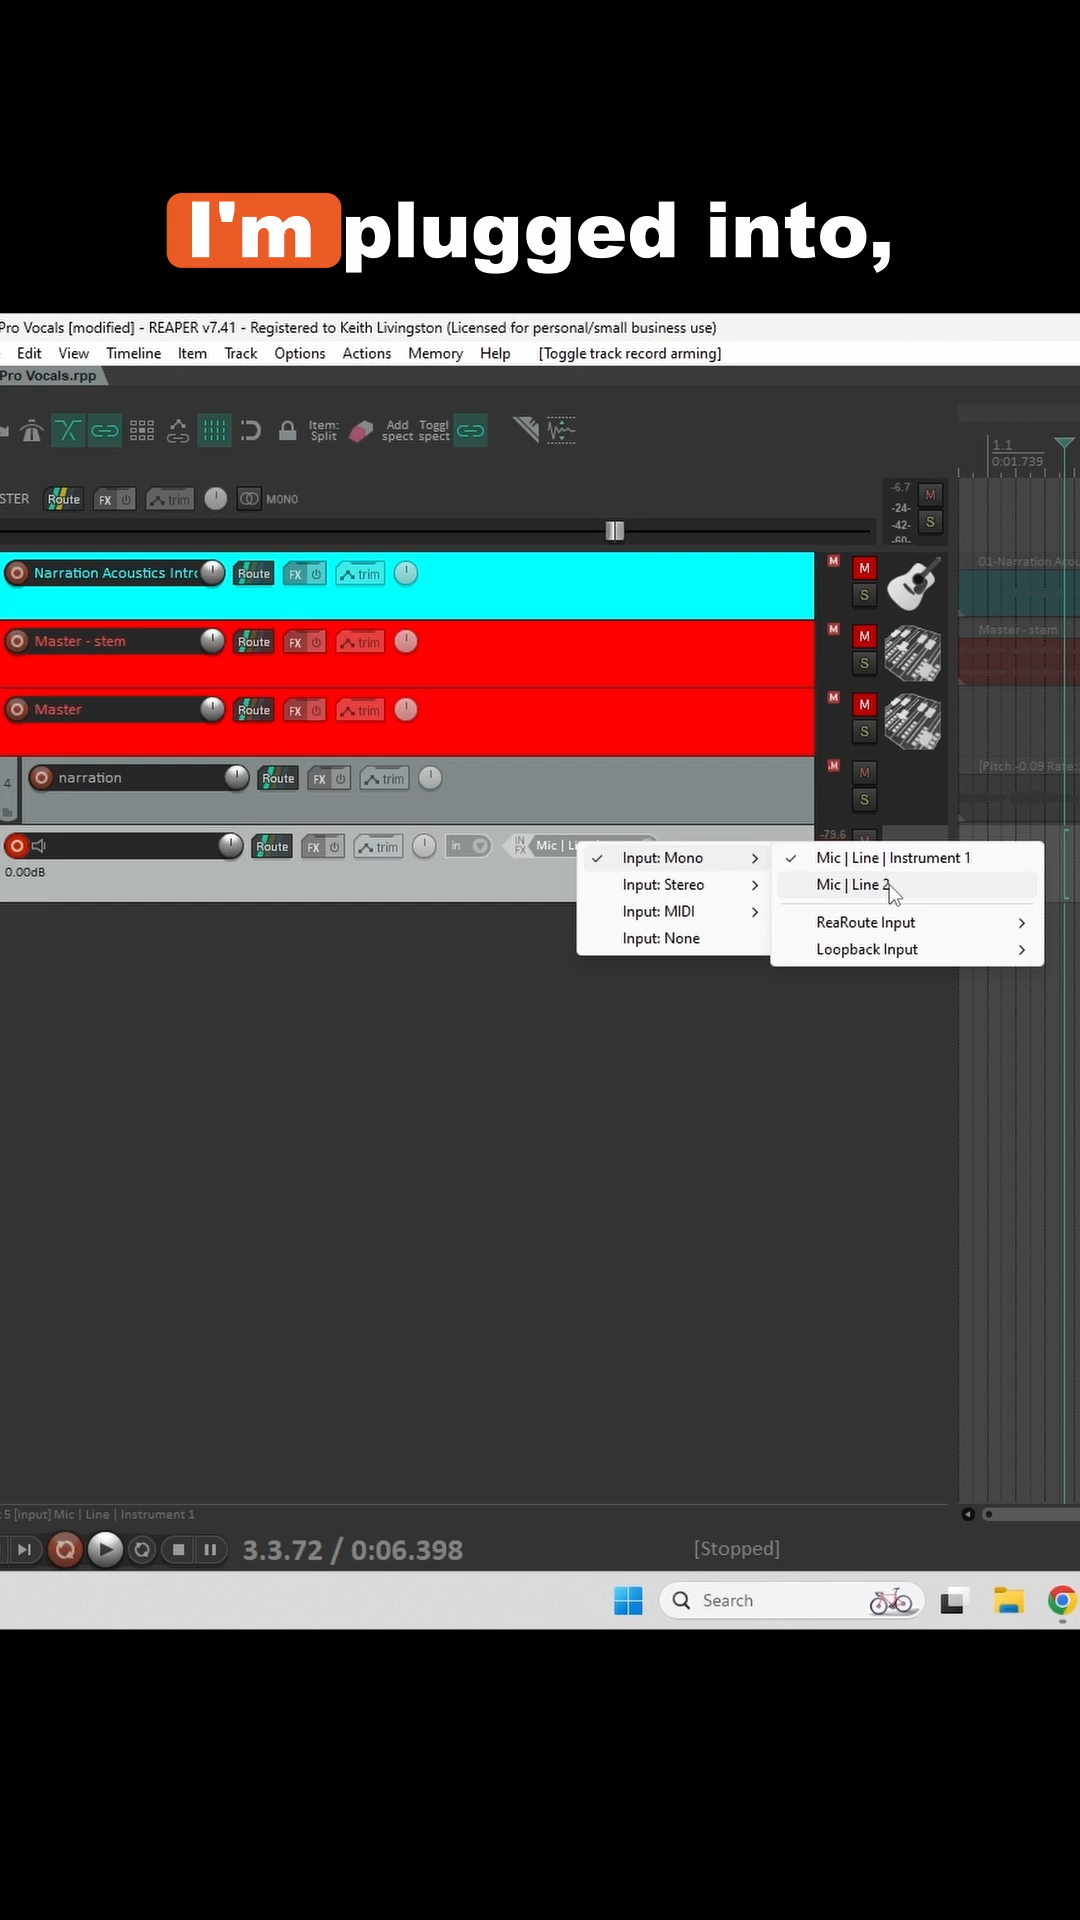 I'm plugged into,
Pro Vocals [modified] - REAPER v7.41 - Registered to Keith Livingston (Licensed for personal/small business use)
Edit View Timeline Item Track Options Actions Memory Help [Toggle track record arming]
Pro Vocals.rpp
Item: Split
Add spect
Toggl spect
1.1
0:01.739
STER Route FX trim MONO
-6.7
-24-
-42-
-60-
M
S
Narration Acoustics Intro Route FX trim
M
M
S
01-Narration Acou
Master - stem Route FX trim
M
M
S
Master-stem
Master Route FX trim
M
M
S
4
narration Route FX trim
M
M
S
[Pitch:-0.09 Rate:
Route FX trim in IN FX Mic | Li
-79.6
0.00dB
Input: Mono
Input: Stereo
Input: MIDI
Input: None
Mic | Line | Instrument 1
Mic | Line 2
ReaRoute Input
Loopback Input
5 [input] Mic | Line | Instrument 1
3.3.72 / 0:06.398
[Stopped]
Search